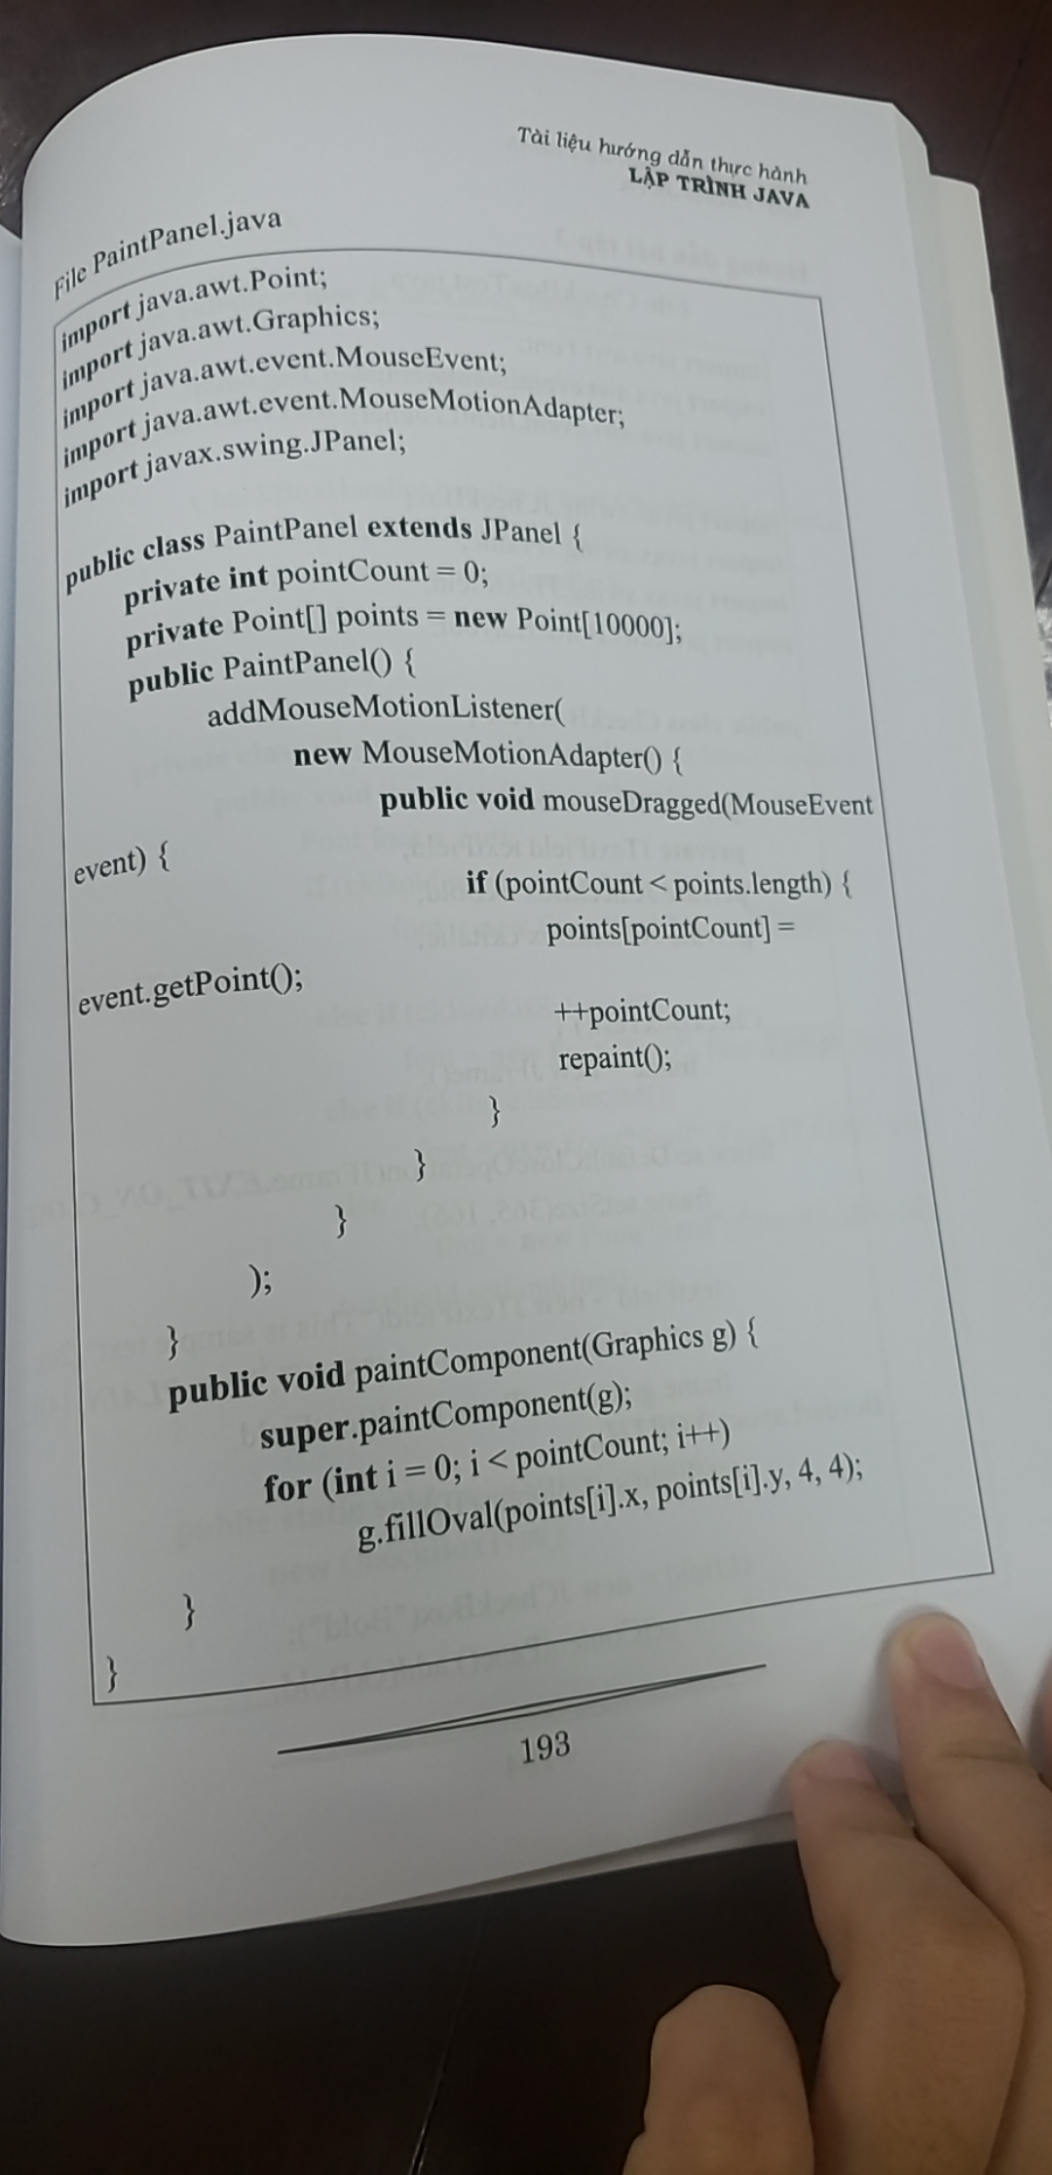 Tài liệu hướng dẫn thực hành
LẬP TRÌNH JAVA
File PaintPanel.java
import java.awt.Point;
import java.awt.Graphics;
import java.awt.event.MouseEvent;
import java.awt.event.MouseMotionAdapter;
import javax.swing.JPanel;
public class PaintPanel extends JPanel {
private int pointCount = 0;
private Point[] points = new Point[10000];
public PaintPanel() {
addMouseMotionListener(
new MouseMotionAdapter() {
public void mouseDragged(MouseEvent
event) {
if (pointCount < points.length) {
points[pointCount] =
event.getPoint();
++pointCount;
repaint();
}
}
}
);
}
public void paintComponent(Graphics g) {
super.paintComponent(g);
for (int i = 0; i < pointCount; i++)
g.fillOval(points[i].x, points[i].y, 4, 4);
}
}
193